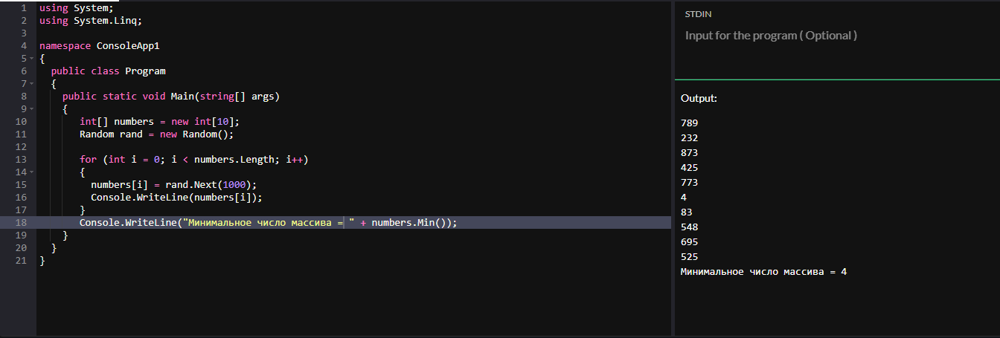 1 using System;
2 using System.Linq;
3
4 namespace ConsoleApp1
5 {
6 public class Program
7 {
8 public static void Main(string[] args)
9 {
10 int[] numbers = new int[10];
11 Random rand = new Random();
12
13 for (int i = 0; i < numbers.Length; i++)
14 {
15 numbers[i] = rand.Next(1000);
16 Console.WriteLine(numbers[i]);
17 }
18 Console.WriteLine("Минимальное число массива = " + numbers.Min());
19 }
20 }
21 }
STDIN
Input for the program ( Optional )
Output:
789
232
873
425
773
4
83
548
695
525
Минимальное число массива = 4